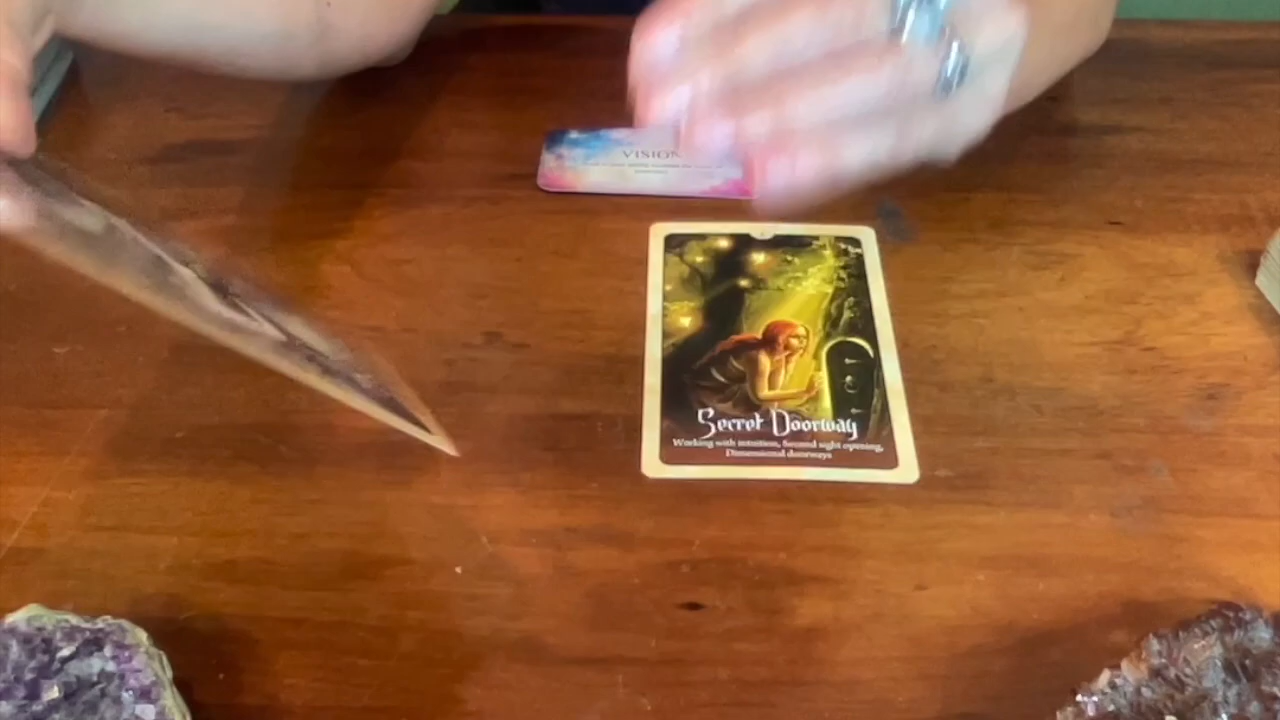 VISION
Secret Doorway
Working with intuition, Second sight opening,
Dimensional doorways